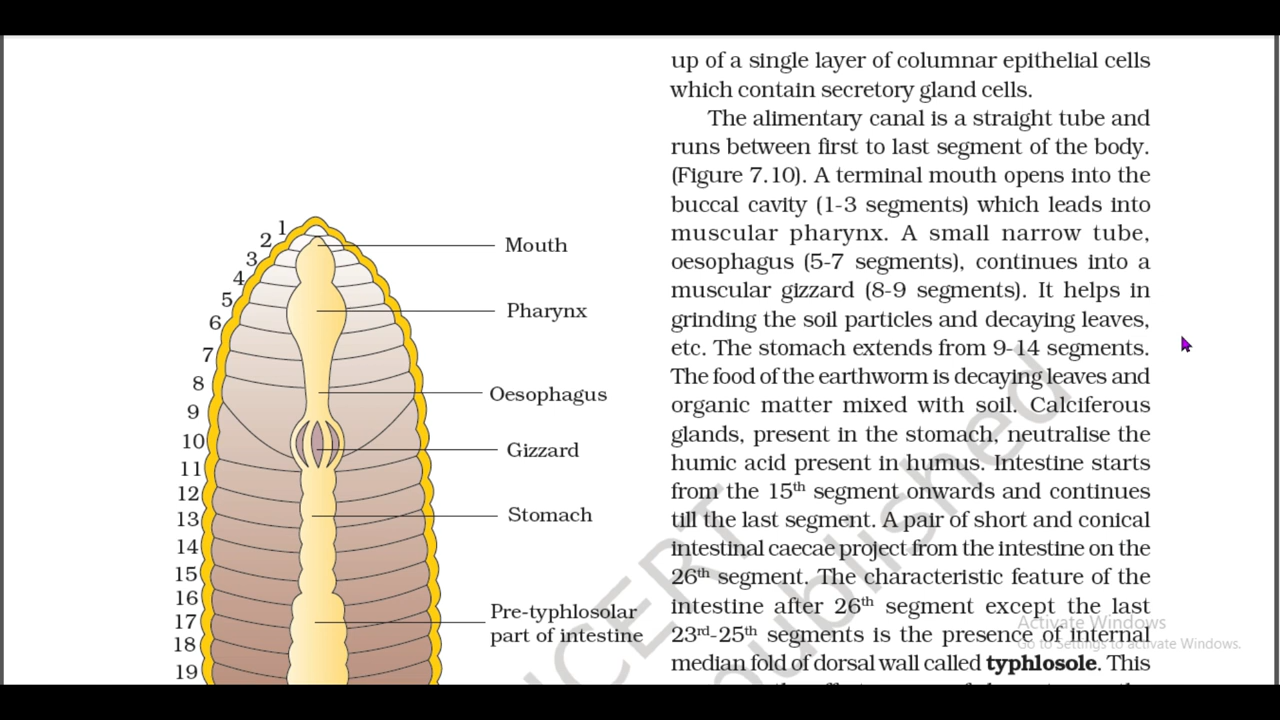 1
2
3
4
5
6
7
8
9
10
11
12
13
14
15
16
17
18
19
Mouth
Pharynx
Oesophagus
Gizzard
Stomach
Pre-typhlosolar
part of intestine
up of a single layer of columnar epithelial cells
which contain secretory gland cells.
The alimentary canal is a straight tube and
runs between first to last segment of the body.
(Figure 7.10). A terminal mouth opens into the
buccal cavity (1-3 segments) which leads into
muscular pharynx. A small narrow tube,
oesophagus (5-7 segments), continues into a
muscular gizzard (8-9 segments). It helps in
grinding the soil particles and decaying leaves,
etc. The stomach extends from 9-14 segments.
The food of the earthworm is decaying leaves and
organic matter mixed with soil. Calciferous
glands, present in the stomach, neutralise the
humic acid present in humus. Intestine starts
from the 15th segment onwards and continues
till the last segment. A pair of short and conical
intestinal caecae project from the intestine on the
26th segment. The characteristic feature of the
intestine after 26th segment except the last
23rd-25th segments is the presence of internal
median fold of dorsal wall called typhlosole. This
Activate Windows
Go to Settings to activate Windows.
NCERT
published